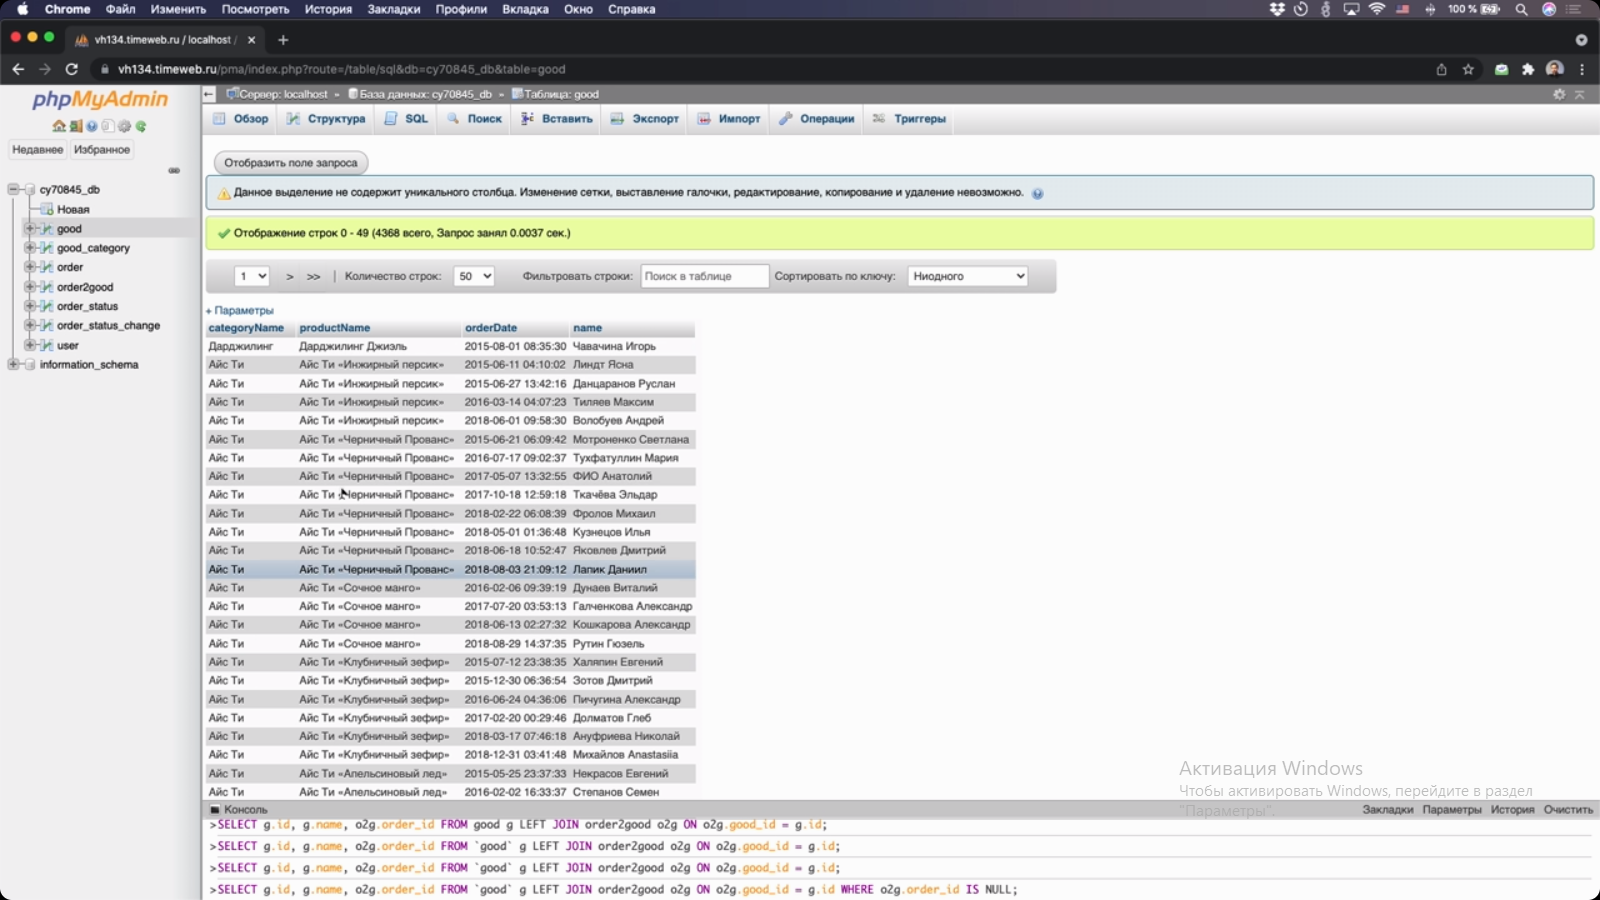 Chrome Файл Изменить Посмотреть История Закладки Профили Вкладка Окно Справка 100 %
vh134.timeweb.ru / localhost /
vh134.timeweb.ru/pma/index.php?route=/table/sql&db=cy70845_db&table=good
phpMyAdmin
Недавнее Избранное
cy70845_db
Новая
good
good_category
order
order2good
order_status
order_status_change
user
information_schema
Сервер: localhost » База данных: cy70845_db » Таблица: good
Обзор Структура SQL Поиск Вставить Экспорт Импорт Операции Триггеры
Отобразить поле запроса
Данное выделение не содержит уникального столбца. Изменение сетки, выставление галочки, редактирование, копирование и удаление невозможно.
Отображение строк 0 - 49 (4368 всего, Запрос занял 0.0037 сек.)
1 > >> | Количество строк: 50 Фильтровать строки: Поиск в таблице Сортировать по ключу: Ниодного
+ Параметры
categoryName productName orderDate name
Дарджилинг Дарджилинг Джиэль 2015-08-01 08:35:30 Чавачина Игорь
Айс Ти Айс Ти «Инжирный персик» 2015-06-11 04:10:02 Линдт Ясна
Айс Ти Айс Ти «Инжирный персик» 2015-06-27 13:42:16 Данцаранов Руслан
Айс Ти Айс Ти «Инжирный персик» 2016-03-14 04:07:23 Тиляев Максим
Айс Ти Айс Ти «Инжирный персик» 2018-06-01 09:58:30 Волобуев Андрей
Айс Ти Айс Ти «Черничный Прованс» 2015-06-21 06:09:42 Мотроненко Светлана
Айс Ти Айс Ти «Черничный Прованс» 2016-07-17 09:02:37 Тухфатуллин Мария
Айс Ти Айс Ти «Черничный Прованс» 2017-05-07 13:32:55 ФИО Анатолий
Айс Ти Айс Ти «Черничный Прованс» 2017-10-18 12:59:18 Ткачёва Эльдар
Айс Ти Айс Ти «Черничный Прованс» 2018-02-22 06:08:39 Фролов Михаил
Айс Ти Айс Ти «Черничный Прованс» 2018-05-01 01:36:48 Кузнецов Илья
Айс Ти Айс Ти «Черничный Прованс» 2018-06-18 10:52:47 Яковлев Дмитрий
Айс Ти Айс Ти «Черничный Прованс» 2018-08-03 21:09:12 Лапик Даниил
Айс Ти Айс Ти «Сочное манго» 2016-02-06 09:39:19 Дунаев Виталий
Айс Ти Айс Ти «Сочное манго» 2017-07-20 03:53:13 Галченкова Александр
Айс Ти Айс Ти «Сочное манго» 2018-06-13 02:27:32 Кошкарова Александр
Айс Ти Айс Ти «Сочное манго» 2018-08-29 14:37:35 Рутин Гюзель
Айс Ти Айс Ти «Клубничный зефир» 2015-07-12 23:38:35 Халяпин Евгений
Айс Ти Айс Ти «Клубничный зефир» 2015-12-30 06:36:54 Зотов Дмитрий
Айс Ти Айс Ти «Клубничный зефир» 2016-06-24 04:36:06 Пичугина Александр
Айс Ти Айс Ти «Клубничный зефир» 2017-02-20 00:29:46 Долматов Глеб
Айс Ти Айс Ти «Клубничный зефир» 2018-03-17 07:46:18 Ануфриева Николай
Айс Ти Айс Ти «Клубничный зефир» 2018-12-31 03:41:48 Михайлов Anastasiia
Айс Ти Айс Ти «Апельсиновый лед» 2015-05-25 23:37:33 Некрасов Евгений
Айс Ти Айс Ти «Апельсиновый лед» 2016-02-02 16:33:37 Степанов Семен
Активация Windows
Чтобы активировать Windows, перейдите в раздел
"Параметры".
Консоль Закладки Параметры История Очистить
>SELECT g.id, g.name, o2g.order_id FROM good g LEFT JOIN order2good o2g ON o2g.good_id = g.id;
>SELECT g.id, g.name, o2g.order_id FROM `good` g LEFT JOIN order2good o2g ON o2g.good_id = g.id;
>SELECT g.id, g.name, o2g.order_id FROM `good` g LEFT JOIN order2good o2g ON o2g.good_id = g.id;
>SELECT g.id, g.name, o2g.order_id FROM `good` g LEFT JOIN order2good o2g ON o2g.good_id = g.id WHERE o2g.order_id IS NULL;